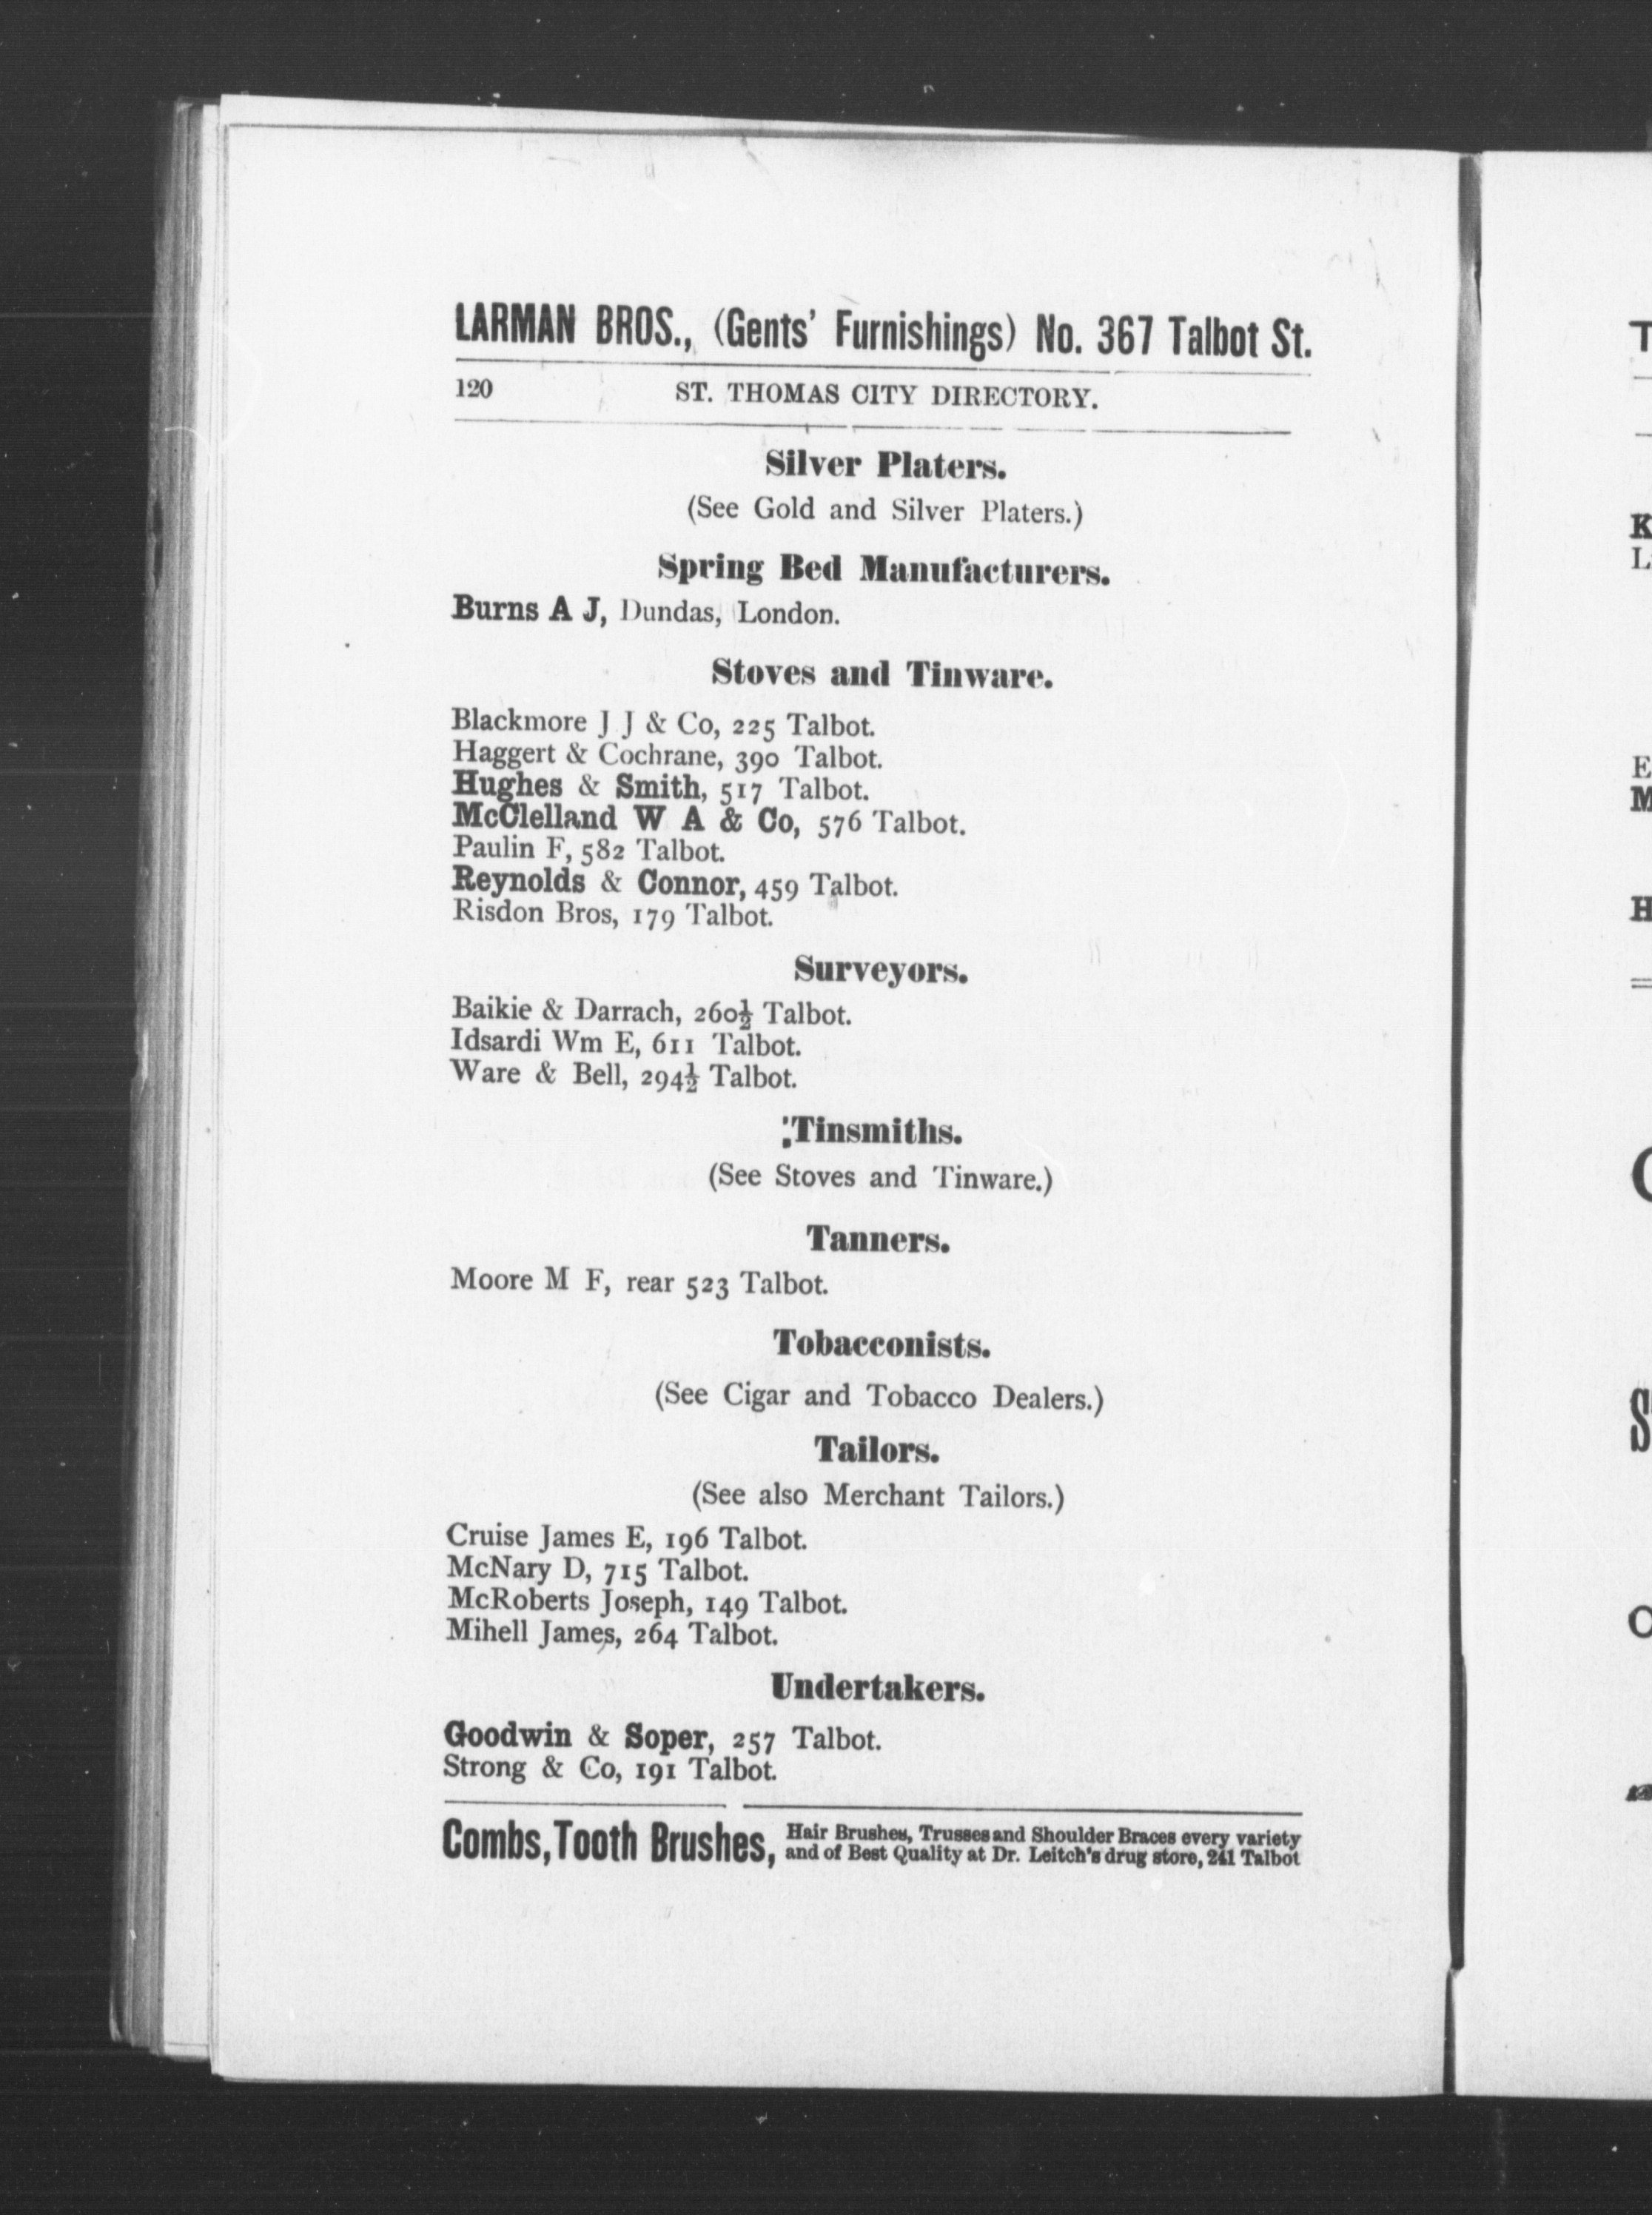 LARMAN BROS., (Gents' Furnishings) No. 367 Talbot St.
120 ST. THOMAS CITY DIRECTORY.
Silver Platers.
(See Gold and Silver Platers.)
Spring Bed Manufacturers.
Burns A J, Dundas, London.
Stoves and Tinware.
Blackmore J J & Co, 225 Talbot.
Haggert & Cochrane, 390 Talbot.
Hughes & Smith, 517 Talbot.
McClelland W A & Co, 576 Talbot.
Paulin F, 582 Talbot.
Reynolds & Connor, 459 Talbot.
Risdon Bros, 179 Talbot.
Surveyors.
Baikie & Darrach, 260½ Talbot.
Idsardi Wm E, 611 Talbot.
Ware & Bell, 294½ Talbot.
Tinsmiths.
(See Stoves and Tinware.)
Tanners.
Moore M F, rear 523 Talbot.
Tobacconists.
(See Cigar and Tobacco Dealers.)
Tailors.
(See also Merchant Tailors.)
Cruise James E, 196 Talbot.
McNary D, 715 Talbot.
McRoberts Joseph, 149 Talbot.
Mihell James, 264 Talbot.
Undertakers.
Goodwin & Soper, 257 Talbot.
Strong & Co, 191 Talbot.
Combs, Tooth Brushes, Hair Brushes, Trusses and Shoulder Braces every variety
and of Best Quality at Dr. Leitch's drug store, 241 Talbot